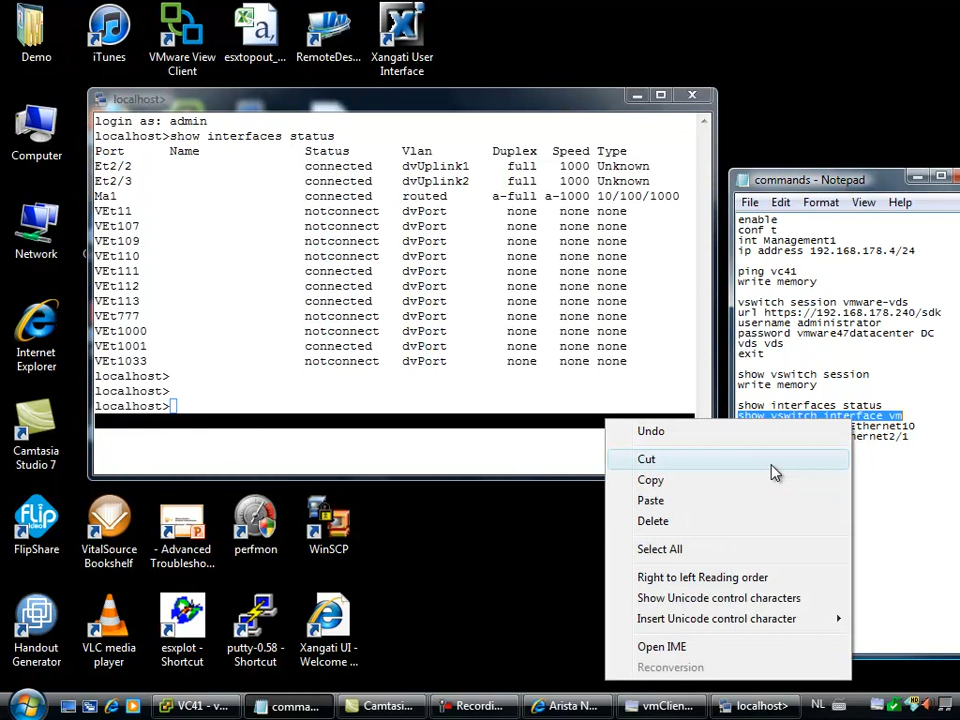 Demo
iTunes
VMware View
Client
esxtopout_...
RemoteDes...
Xangati User
Interface
Computer
Network
Internet
Explorer
Camtasia
Studio 7
FlipShare
VitalSource
Bookshelf
- Advanced
Troublesho...
perfmon
WinSCP
Handout
Generator
VLC media
player
esxplot -
Shortcut
putty-0.58 -
Shortcut
Xangati UI -
Welcome ...
localhost>
login as: admin
localhost>show interfaces status
Port Name Status Vlan Duplex Speed Type
Et2/2 connected dvUplink1 full 1000 Unknown
Et2/3 connected dvUplink2 full 1000 Unknown
Ma1 connected routed a-full a-1000 10/100/1000
VEt11 notconnect dvPort none none none
VEt107 notconnect dvPort none none none
VEt109 notconnect dvPort none none none
VEt110 notconnect dvPort none none none
VEt111 connected dvPort none none none
VEt112 connected dvPort none none none
VEt113 connected dvPort none none none
VEt777 notconnect dvPort none none none
VEt1000 notconnect dvPort none none none
VEt1001 connected dvPort none none none
VEt1033 notconnect dvPort none none none
localhost>
localhost>
localhost>
commands - Notepad
File Edit Format View Help
enable
conf t
int Management1
ip address 192.168.178.4/24
ping vc41
write memory
vswitch session vmware-vds
url https://192.168.178.240/sdk
username administrator
password vmware47datacenter DC
vds vds
exit
show vswitch session
write memory
show interfaces status
show vswitch interface vm
Ethernet10
hernet2/1
Undo
Cut
Copy
Paste
Delete
Select All
Right to left Reading order
Show Unicode control characters
Insert Unicode control character
Open IME
Reconversion
VC41 - v...
comma...
Camtasi...
Recordi...
Arista N...
vmClien...
localhost>
NL